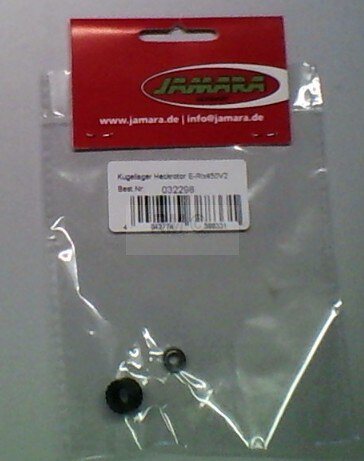 JAMARA
www.jamara.de | info@jamara.de
Kugellager Heckrotor E-Rix450V2
Best.Nr. 032298